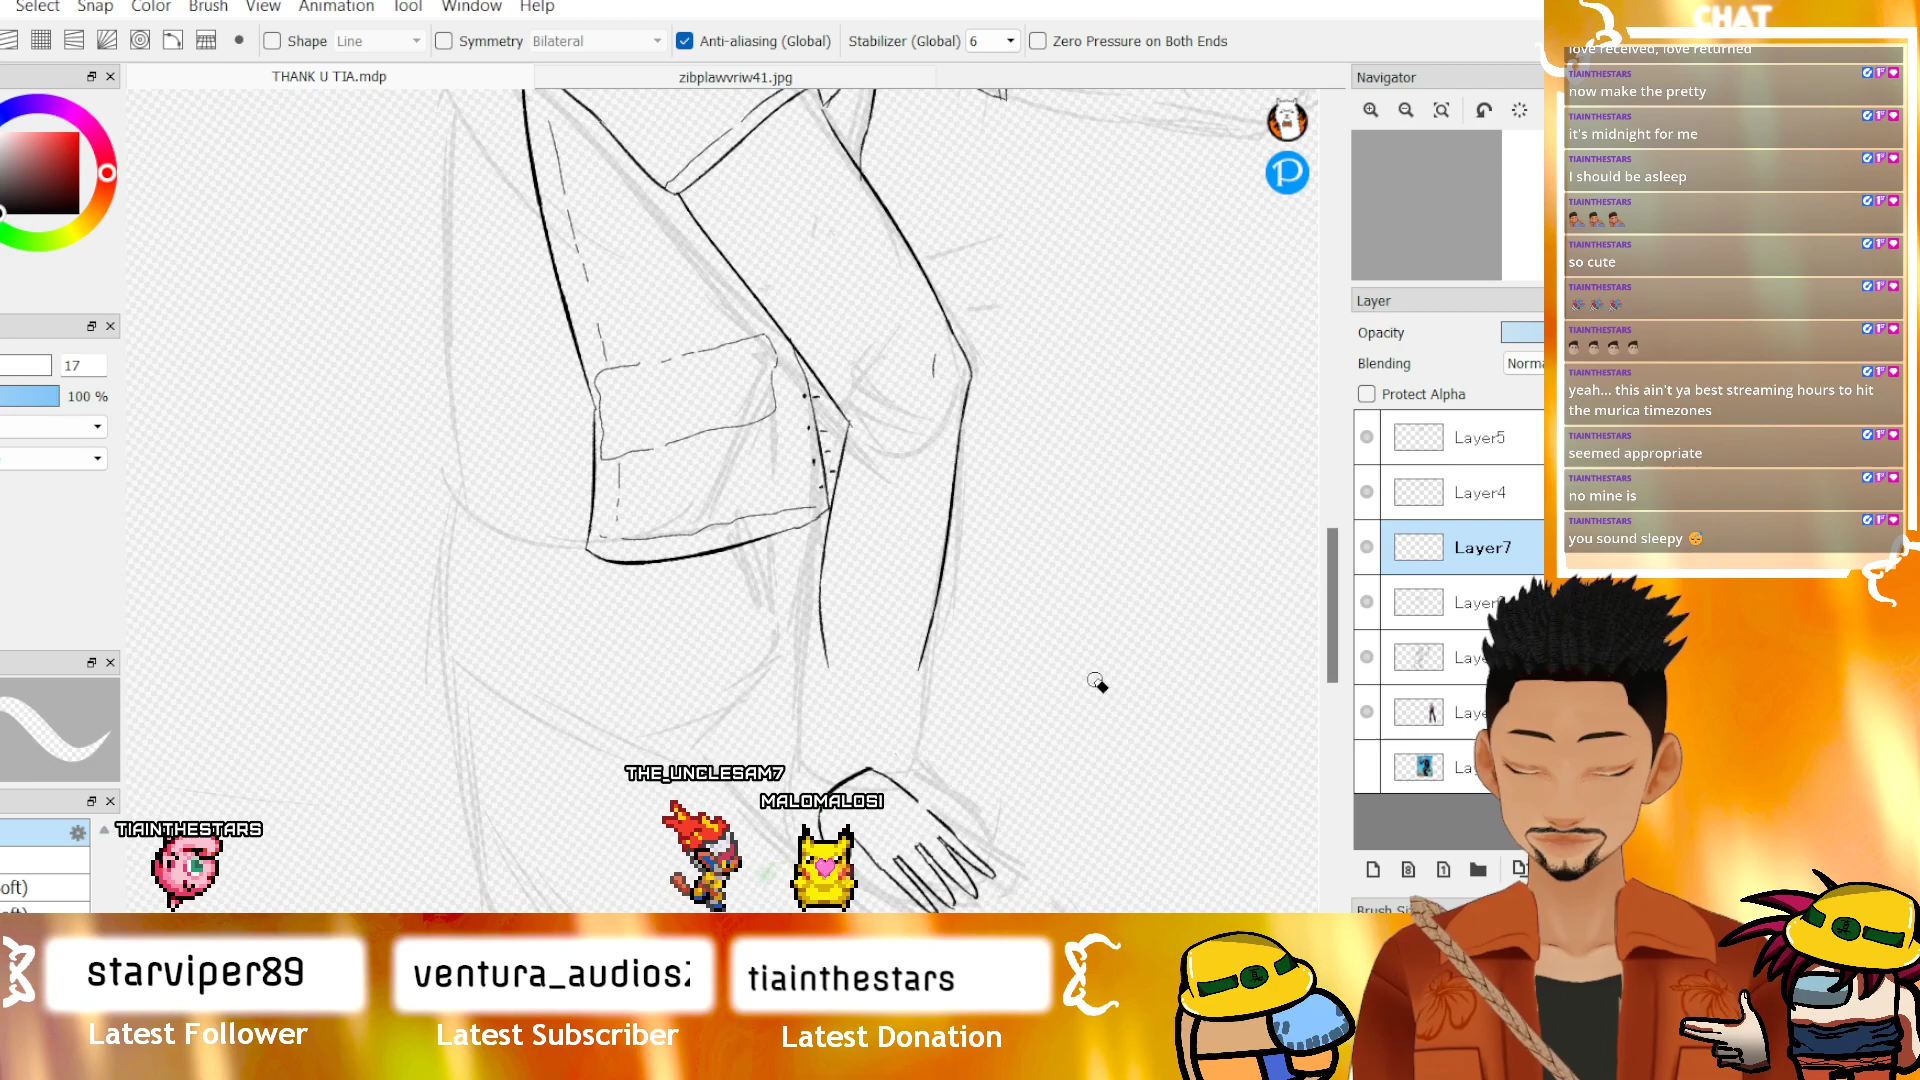 Select Snap Color Brush View Animation Tool Window Help
Shape Line Symmetry Bilateral Anti-aliasing (Global) Stabilizer (Global) 6 Zero Pressure on Both Ends
THANK U TIA.mdp
zibplawvriw41.jpg
17
100 %
oft)
Navigator
Layer
Opacity
Blending
Protect Alpha
Layer5
Layer4
Layer7
Layer
Lay
Lay
La
CHAT
love received, love returned
TIAINTHESTARS
now make the pretty
TIAINTHESTARS
it's midnight for me
TIAINTHESTARS
I should be asleep
TIAINTHESTARS
TIAINTHESTARS
so cute
TIAINTHESTARS
TIAINTHESTARS
TIAINTHESTARS
yeah... this ain't ya best streaming hours to hit
the murica timezones
TIAINTHESTARS
seemed appropriate
TIAINTHESTARS
no mine is
TIAINTHESTARS
you sound sleepy 😴
THE_UNCLESAM7
MALOMALOSI
TIAINTHESTARS
starviper89
Latest Follower
ventura_audios
Latest Subscriber
tiainthestars
Latest Donation